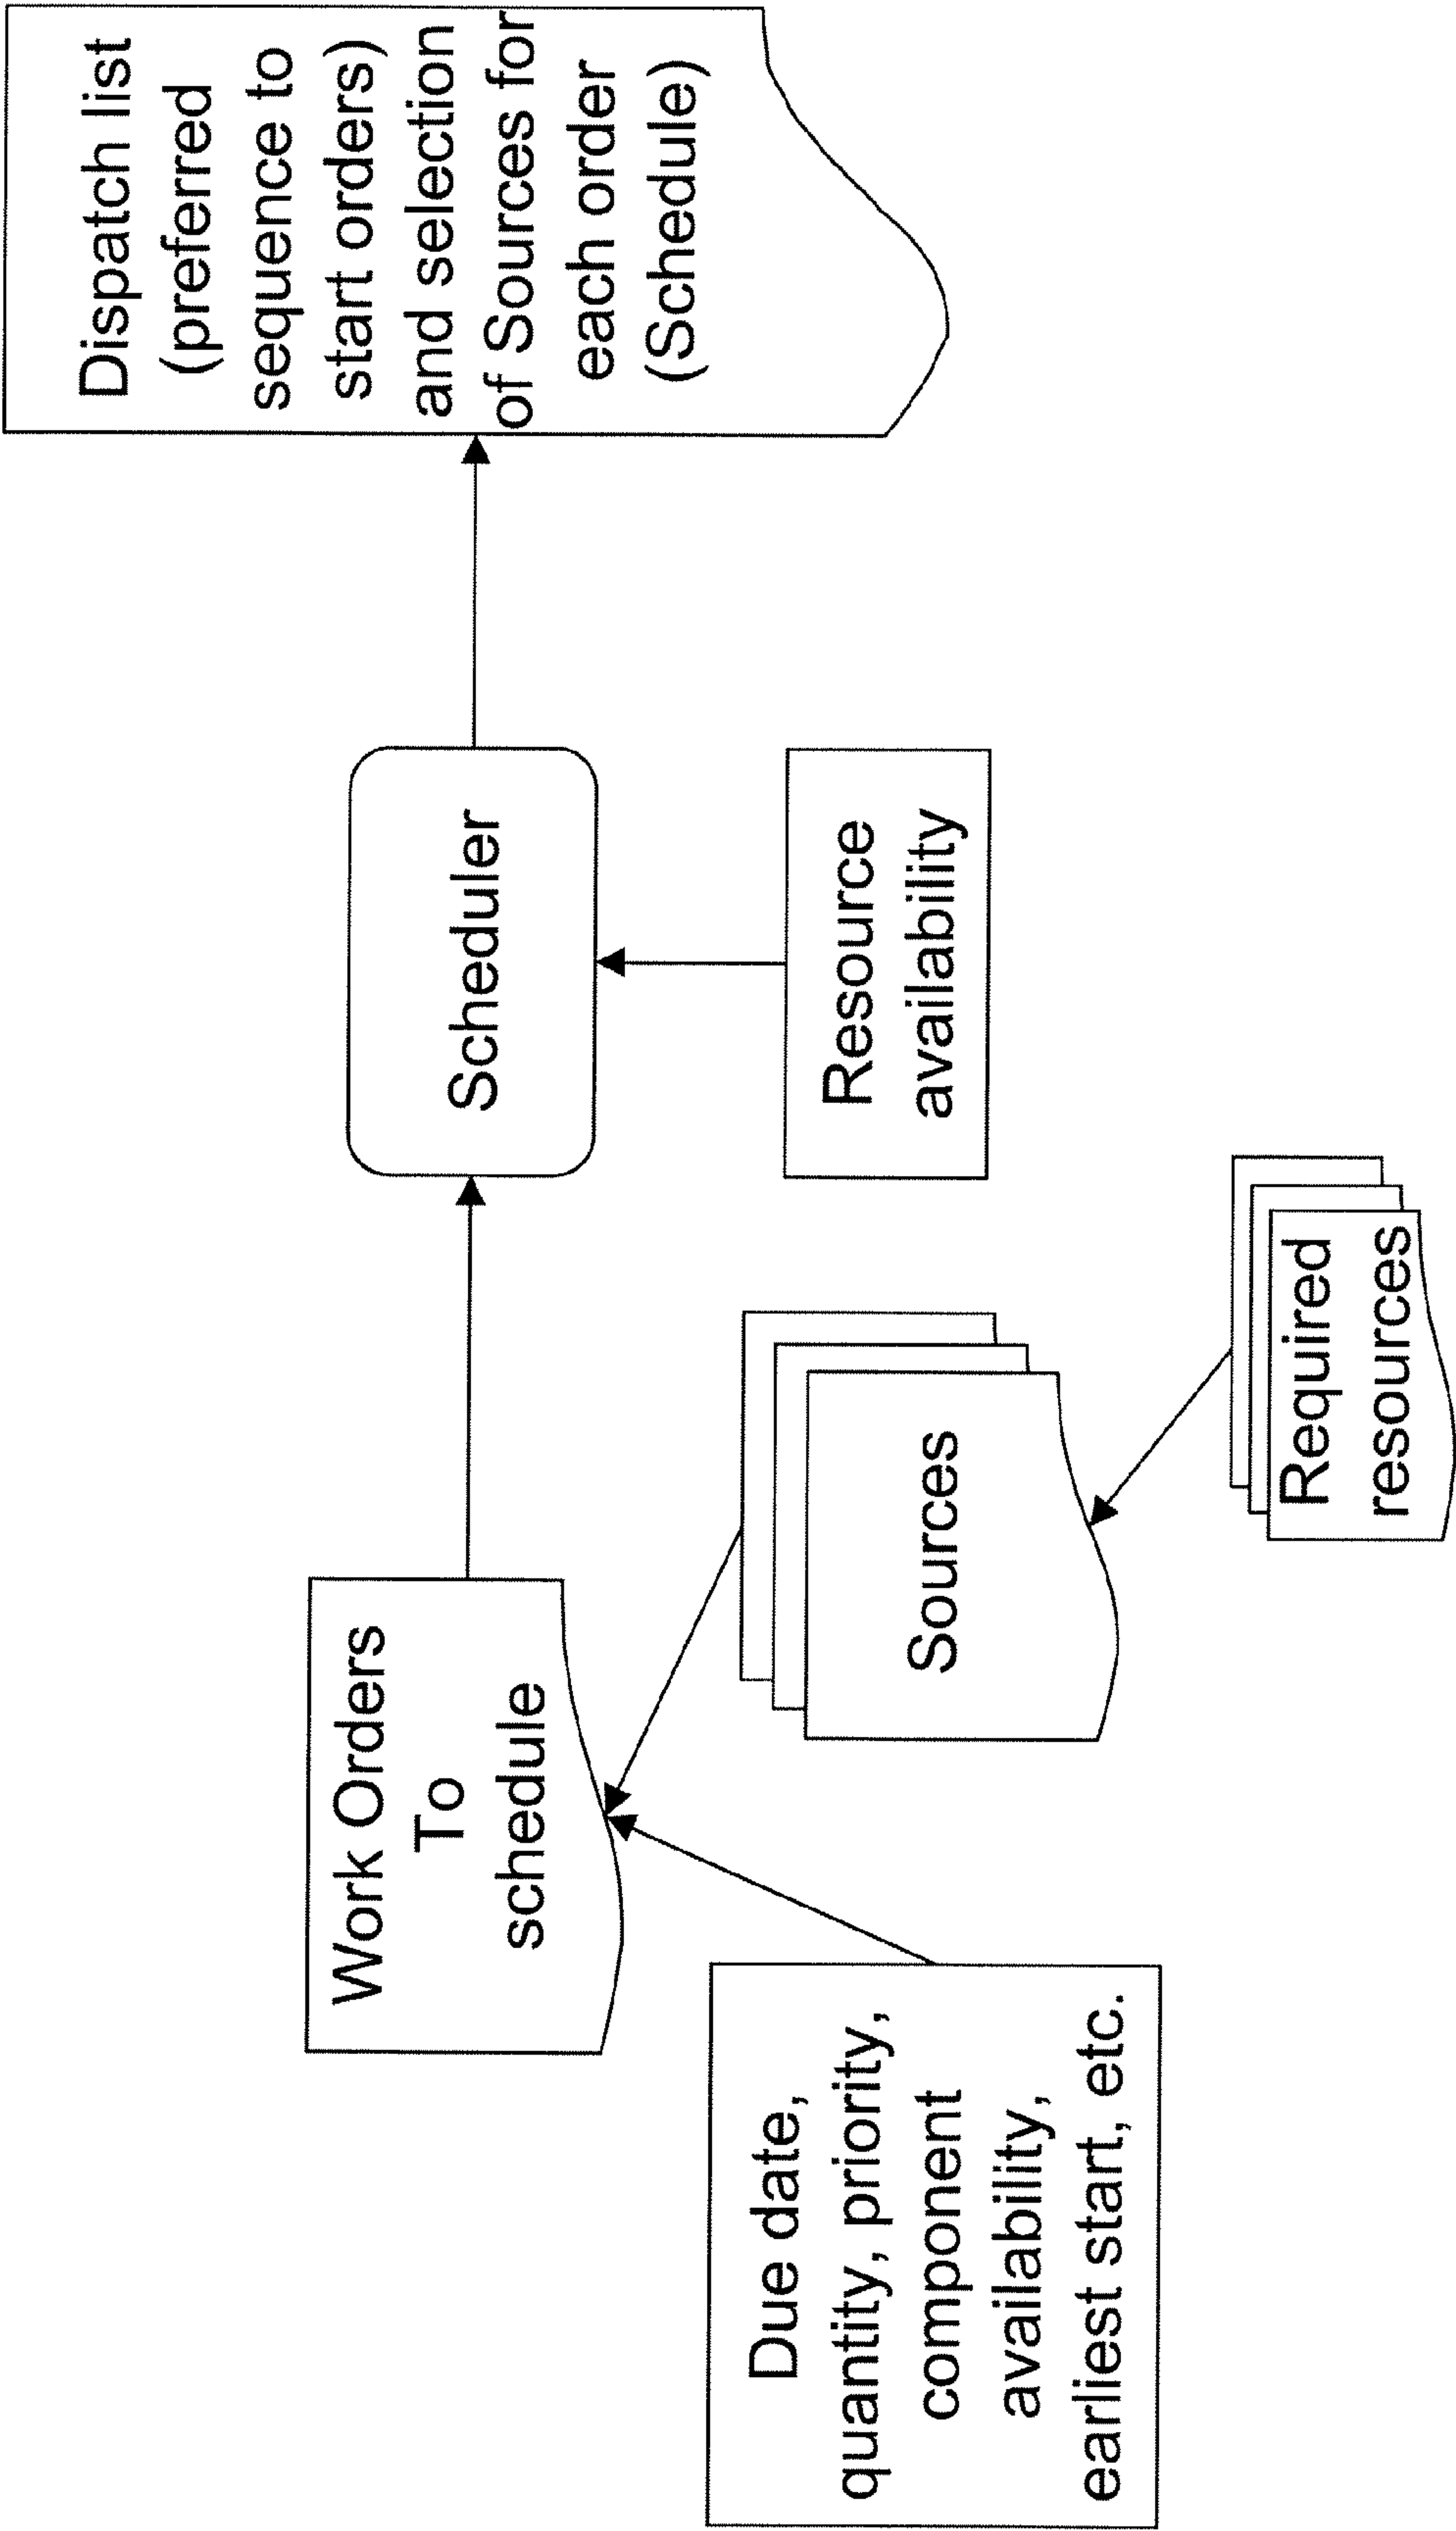 Work Orders
To
schedule
Scheduler
Dispatch list
(preferred
sequence to
start orders)
and selection
of Sources for
each order
(Schedule)
Due date,
quantity, priority,
component
availability,
earliest start, etc.
Sources
Resource
availability
Required
resources